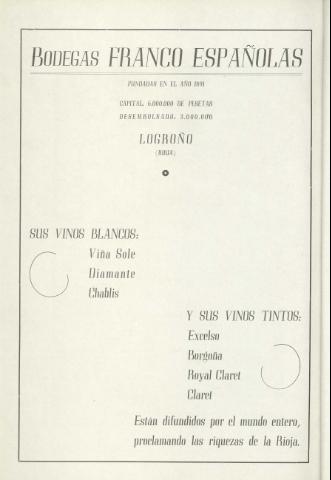 BODEGAS FRANCO ESPAÑOLAS
FUNDADAS EN EL AÑO 1891
CAPITAL, 6.000.000 DE PESETAS
DESEMBOLSADO, 3.000.000
LOGROÑO
(RIOJA)
SUS VINOS BLANCOS:
Viña Sole
Diamante
Chablis
Y SUS VINOS TINTOS:
Excelso
Borgoña
Royal Claret
Claret
Están difundidos por el mundo entero,
proclamando las riquezas de la Rioja.